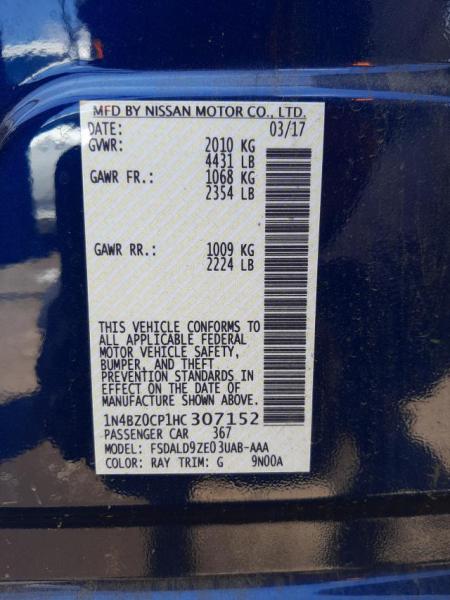 MFD BY NISSAN MOTOR CO., LTD.
DATE: 03/17
GVWR: 2010 KG
4431 LB
GAWR FR.: 1068 KG
2354 LB
GAWR RR.: 1009 KG
2224 LB
THIS VEHICLE CONFORMS TO
ALL APPLICABLE FEDERAL
MOTOR VEHICLE SAFETY,
BUMPER, AND THEFT
PREVENTION STANDARDS IN
EFFECT ON THE DATE OF
MANUFACTURE SHOWN ABOVE.
1N4BZ0CP1HC307152
PASSENGER CAR 367
MODEL: FSDALD9ZE03UAB-AAA
COLOR: RAY TRIM: G 9N00A